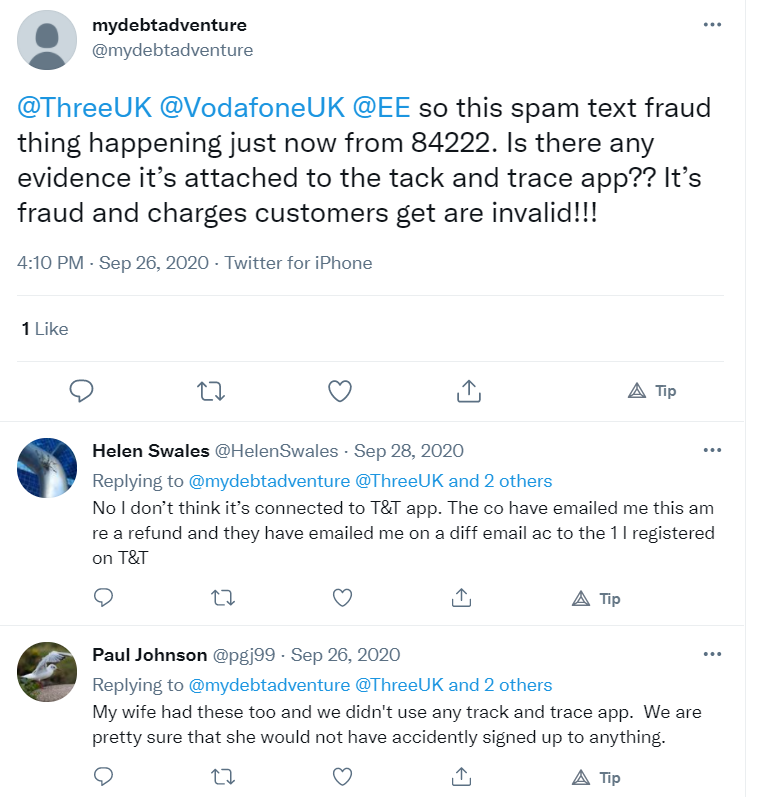 mydebtadventure
@mydebtadventure
@ThreeUK @VodafoneUK @EE so this spam text fraud
thing happening just now from 84222. Is there any
evidence it’s attached to the tack and trace app?? It’s
fraud and charges customers get are invalid!!!
4:10 PM · Sep 26, 2020 · Twitter for iPhone
1 Like
Tip
Helen Swales @HelenSwales · Sep 28, 2020
Replying to @mydebtadventure @ThreeUK and 2 others
No I don’t think it’s connected to T&T app. The co have emailed me this am
re a refund and they have emailed me on a diff email ac to the 1 I registered
on T&T
Tip
Paul Johnson @pgj99 · Sep 26, 2020
Replying to @mydebtadventure @ThreeUK and 2 others
My wife had these too and we didn't use any track and trace app.  We are
pretty sure that she would not have accidently signed up to anything.
Tip